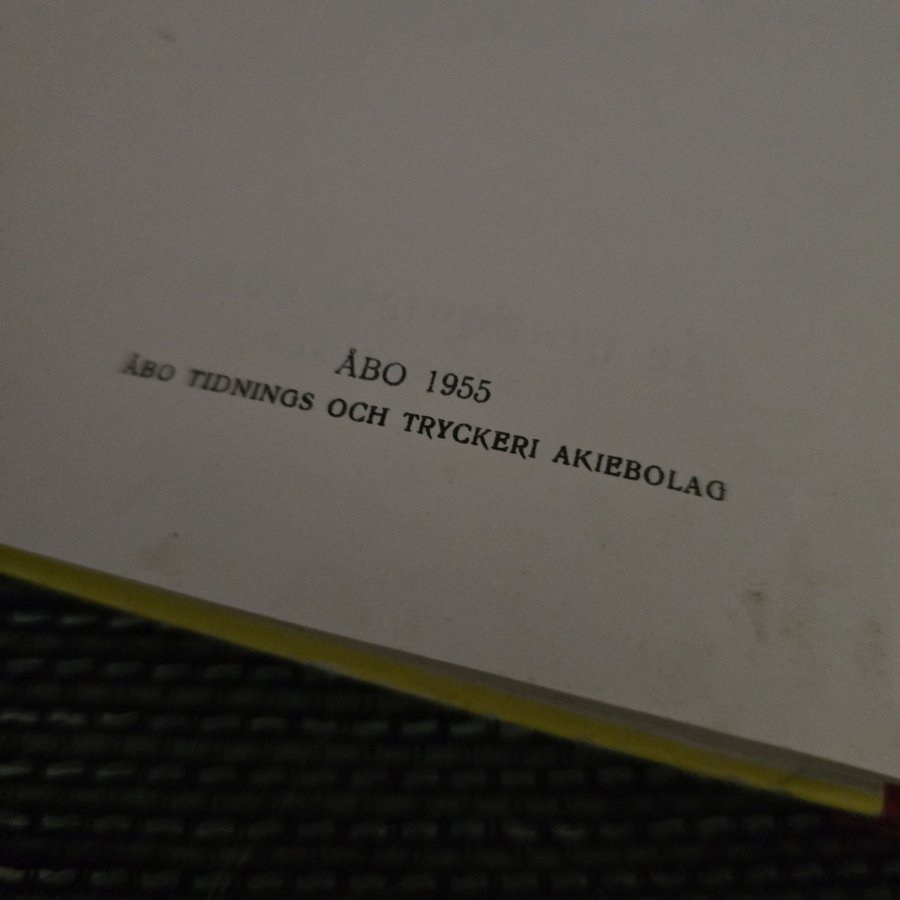 ÅBO 1955
ÅBO TIDNINGS OCH TRYCKERI AKIEBOLAG